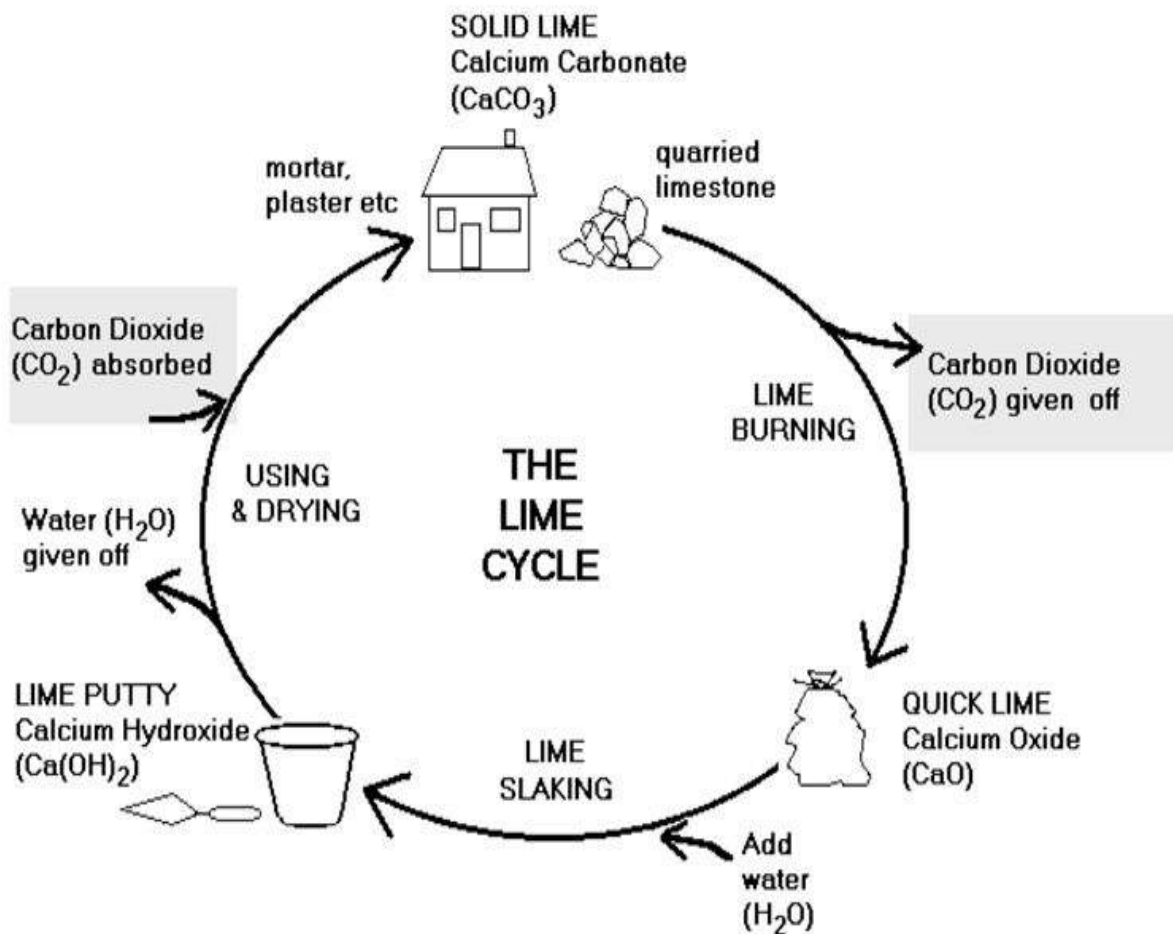 SOLID LIME
Calcium Carbonate
(CaCO₃)
mortar,
plaster etc
quarried
limestone
Carbon Dioxide
(CO₂) absorbed
Carbon Dioxide
(CO₂) given off
LIME
BURNING
THE
LIME
CYCLE
USING
& DRYING
Water (H₂O)
given off
LIME PUTTY
Calcium Hydroxide
(Ca(OH)₂)
LIME
SLAKING
QUICK LIME
Calcium Oxide
(CaO)
Add
water
(H₂O)